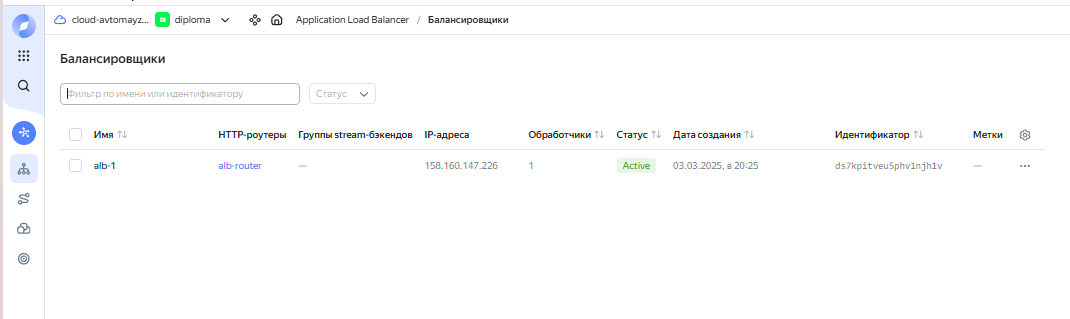 cloud-avtomayz... DI diploma Application Load Balancer / Балансировщики
Балансировщики
Фильтр по имени или идентификатору Статус
Имя HTTP-роутеры Группы stream-бэкендов IP-адреса Обработчики Статус Дата создания Идентификатор Метки
alb-1 alb-router — 158.160.147.226 1 Active 03.03.2025, в 20:25 ds7kpitveu5phv1njh1v — ...